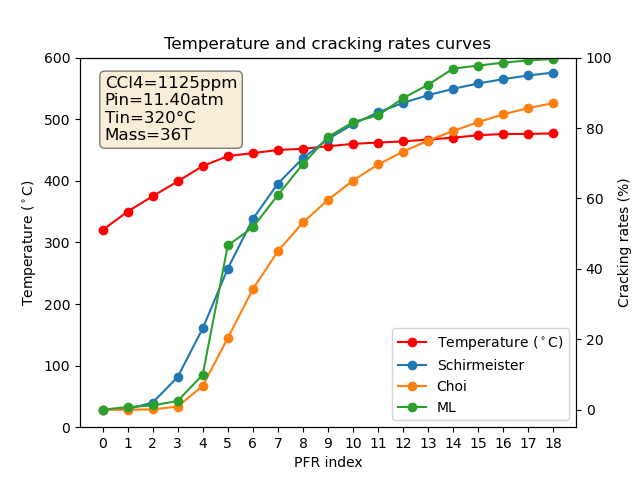 Temperature and cracking rates curves
CCl4=1125ppm
Pin=11.40atm
Tin=320°C
Mass=36T
600
500
400
300
200
100
0
Temperature (°C)
100
80
60
40
20
0
Cracking rates (%)
Temperature (°C)
Schirmeister
Choi
ML
0 1 2 3 4 5 6 7 8 9 10 11 12 13 14 15 16 17 18
PFR index